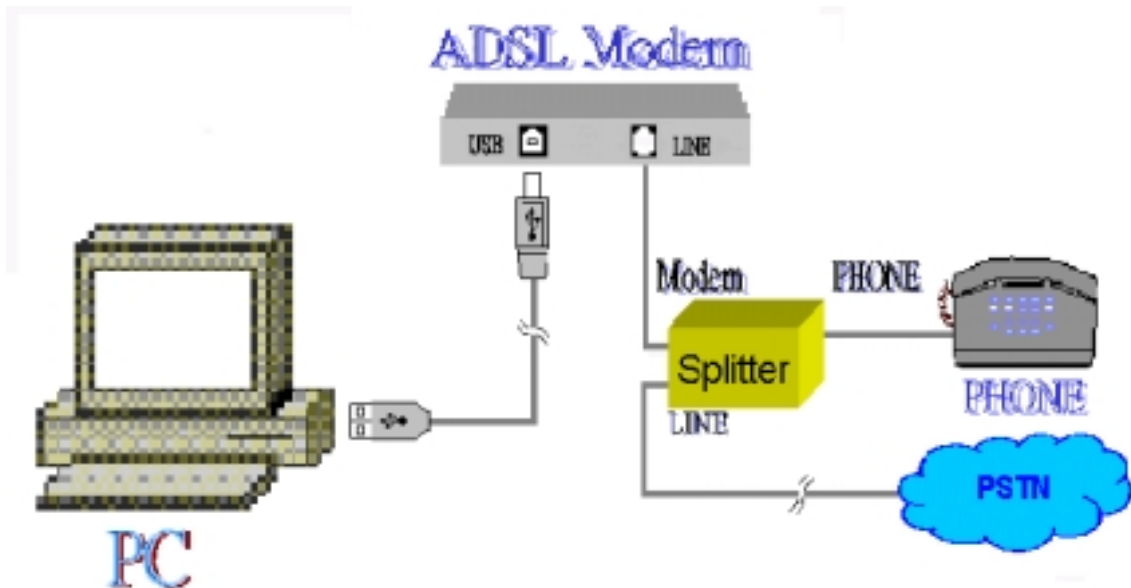 ADSL Modem
USB
LINE
Modem
PHONE
Splitter
LINE
PHONE
PSTN
PC